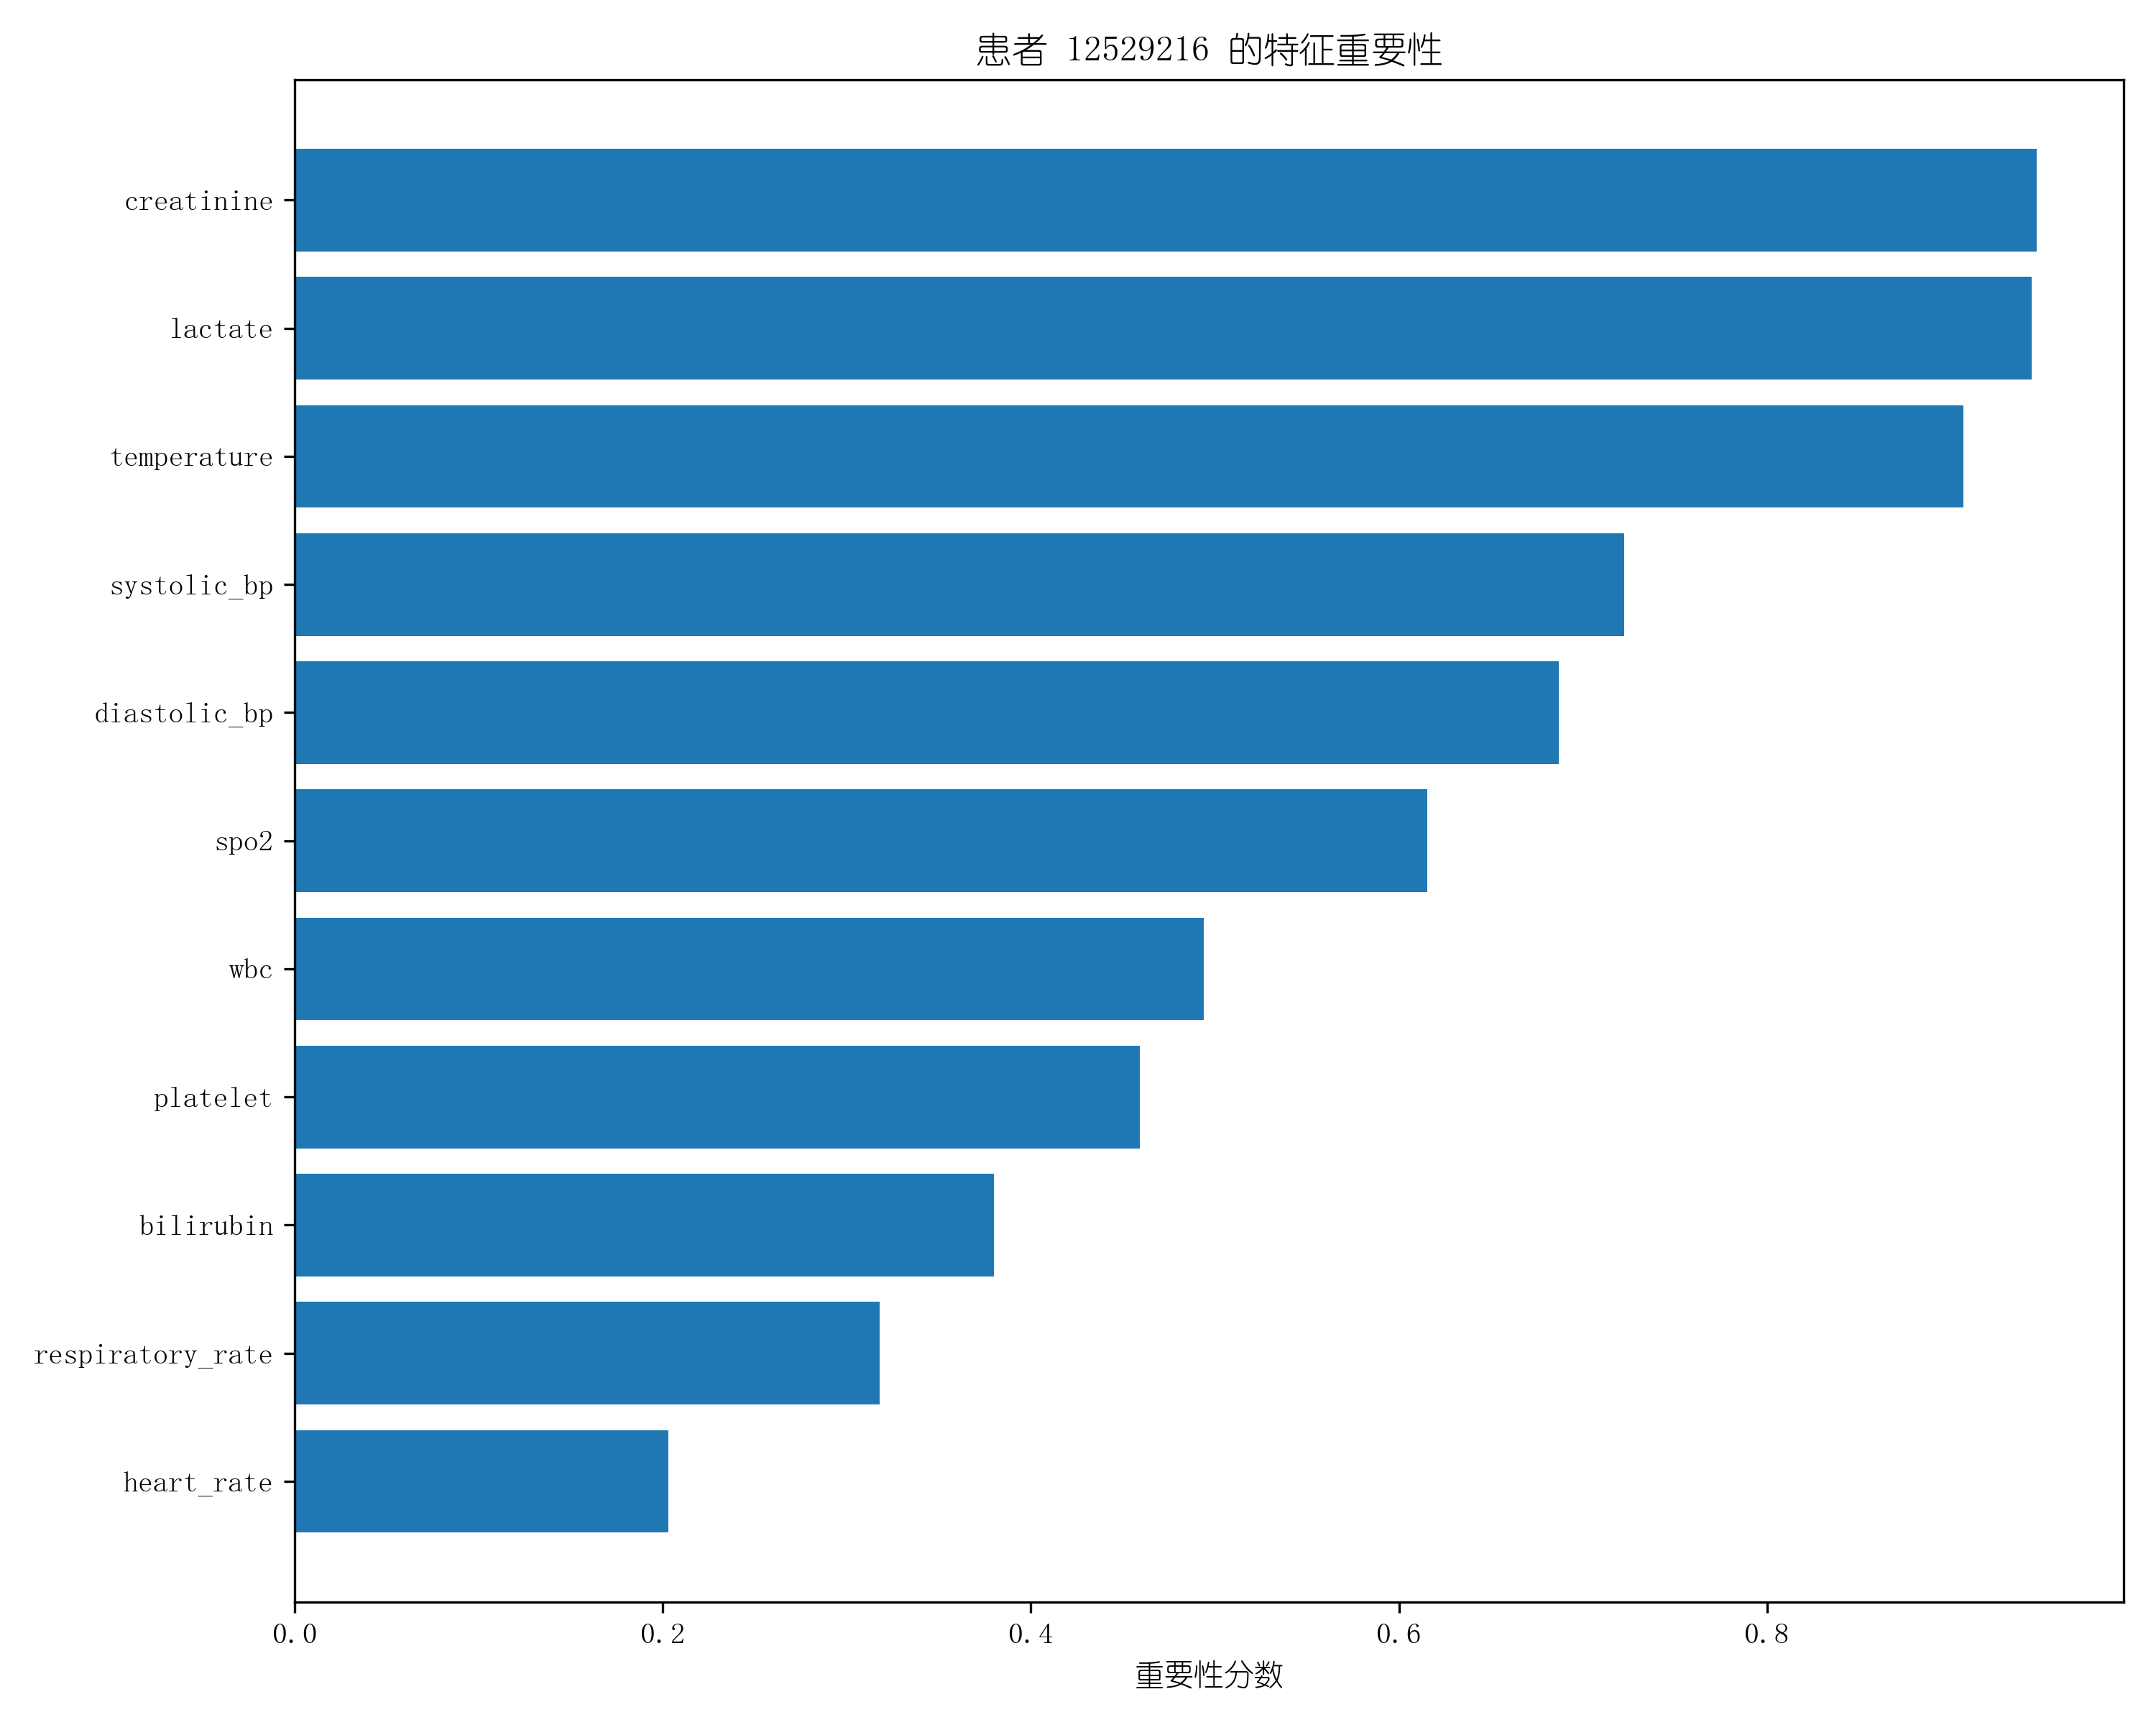 患者 12529216 的特征重要性
creatinine
lactate
temperature
systolic_bp
diastolic_bp
spo2
wbc
platelet
bilirubin
respiratory_rate
heart_rate
0.0 0.2 0.4 0.6 0.8
重要性分数